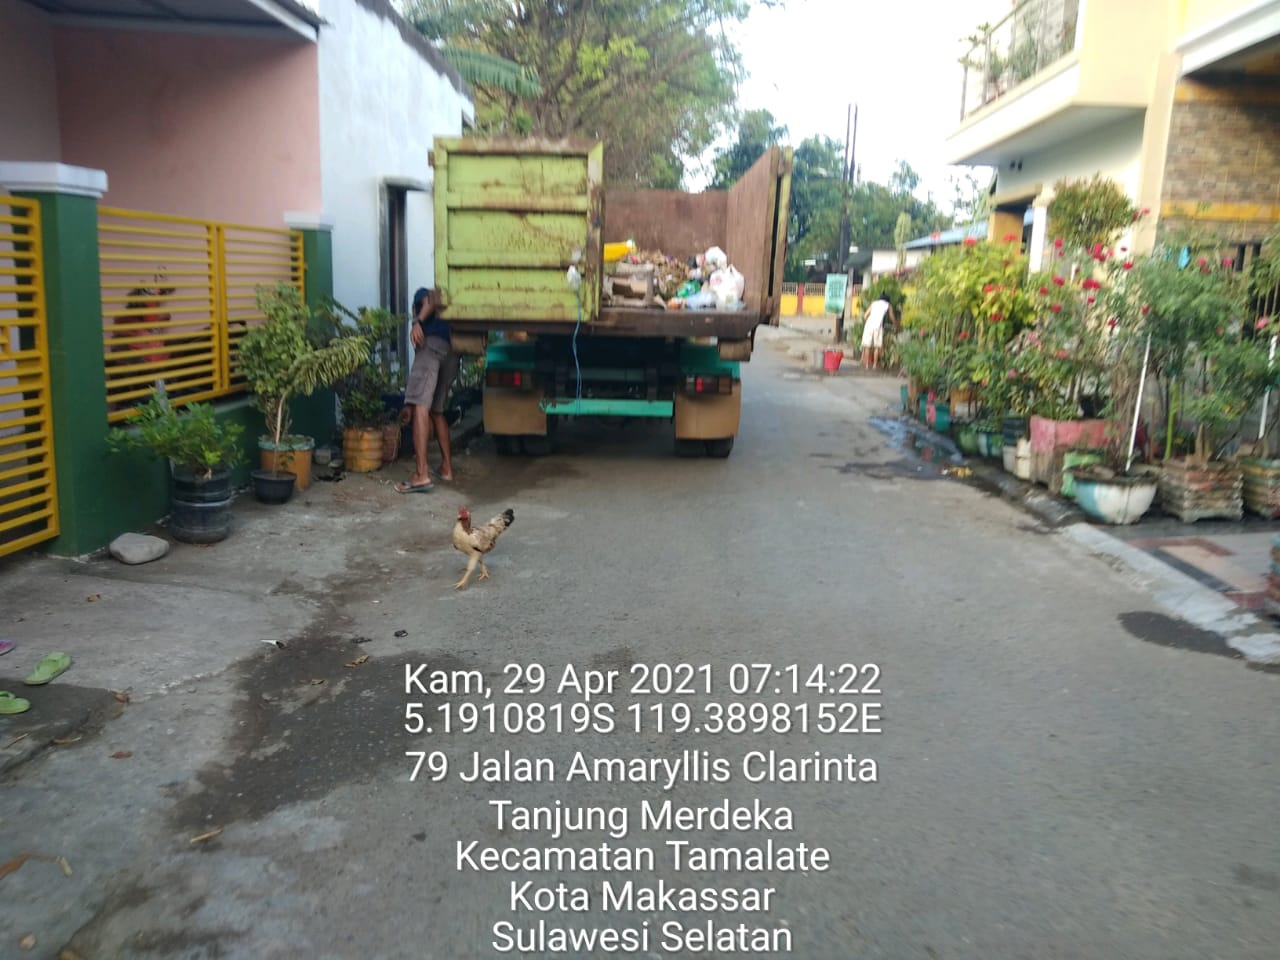 Kam, 29 Apr 2021 07:14:22
5.1910819S 119.3898152E
79 Jalan Amaryllis Clarinta
Tanjung Merdeka
Kecamatan Tamalate
Kota Makassar
Sulawesi Selatan